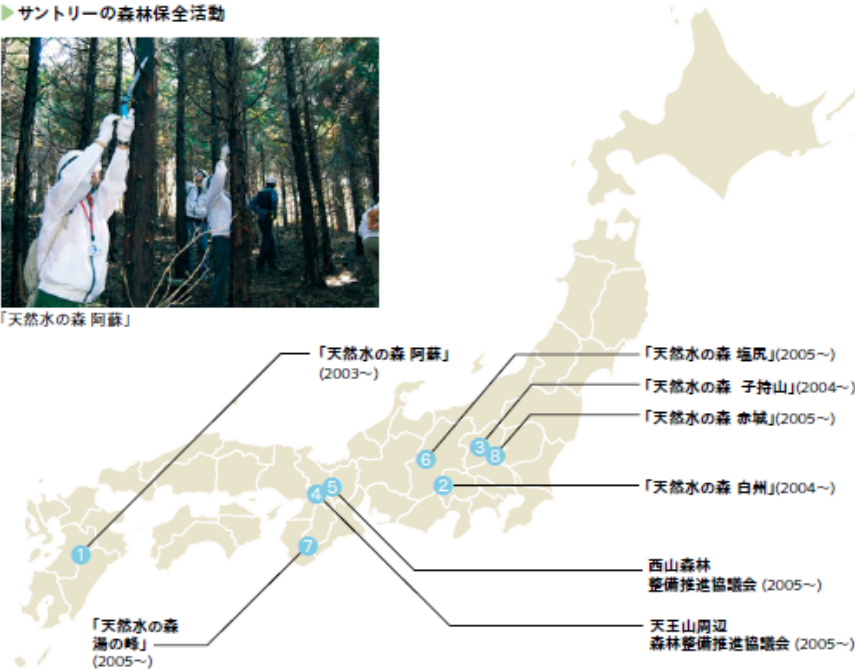 ▶サントリーの森林保全活動
「天然水の森 阿蘇」
「天然水の森 阿蘇」
(2003〜)
「天然水の森 塩尻」(2005〜)
「天然水の森 子持山」(2004〜)
「天然水の森 赤城」(2005〜)
3
8
6
5
2
「天然水の森 白州」(2004〜)
4
7
1
西山森林
整備推進協議会 (2005〜)
「天然水の森
湯の峰」
(2005〜)
天王山周辺
森林整備推進協議会 (2005〜)